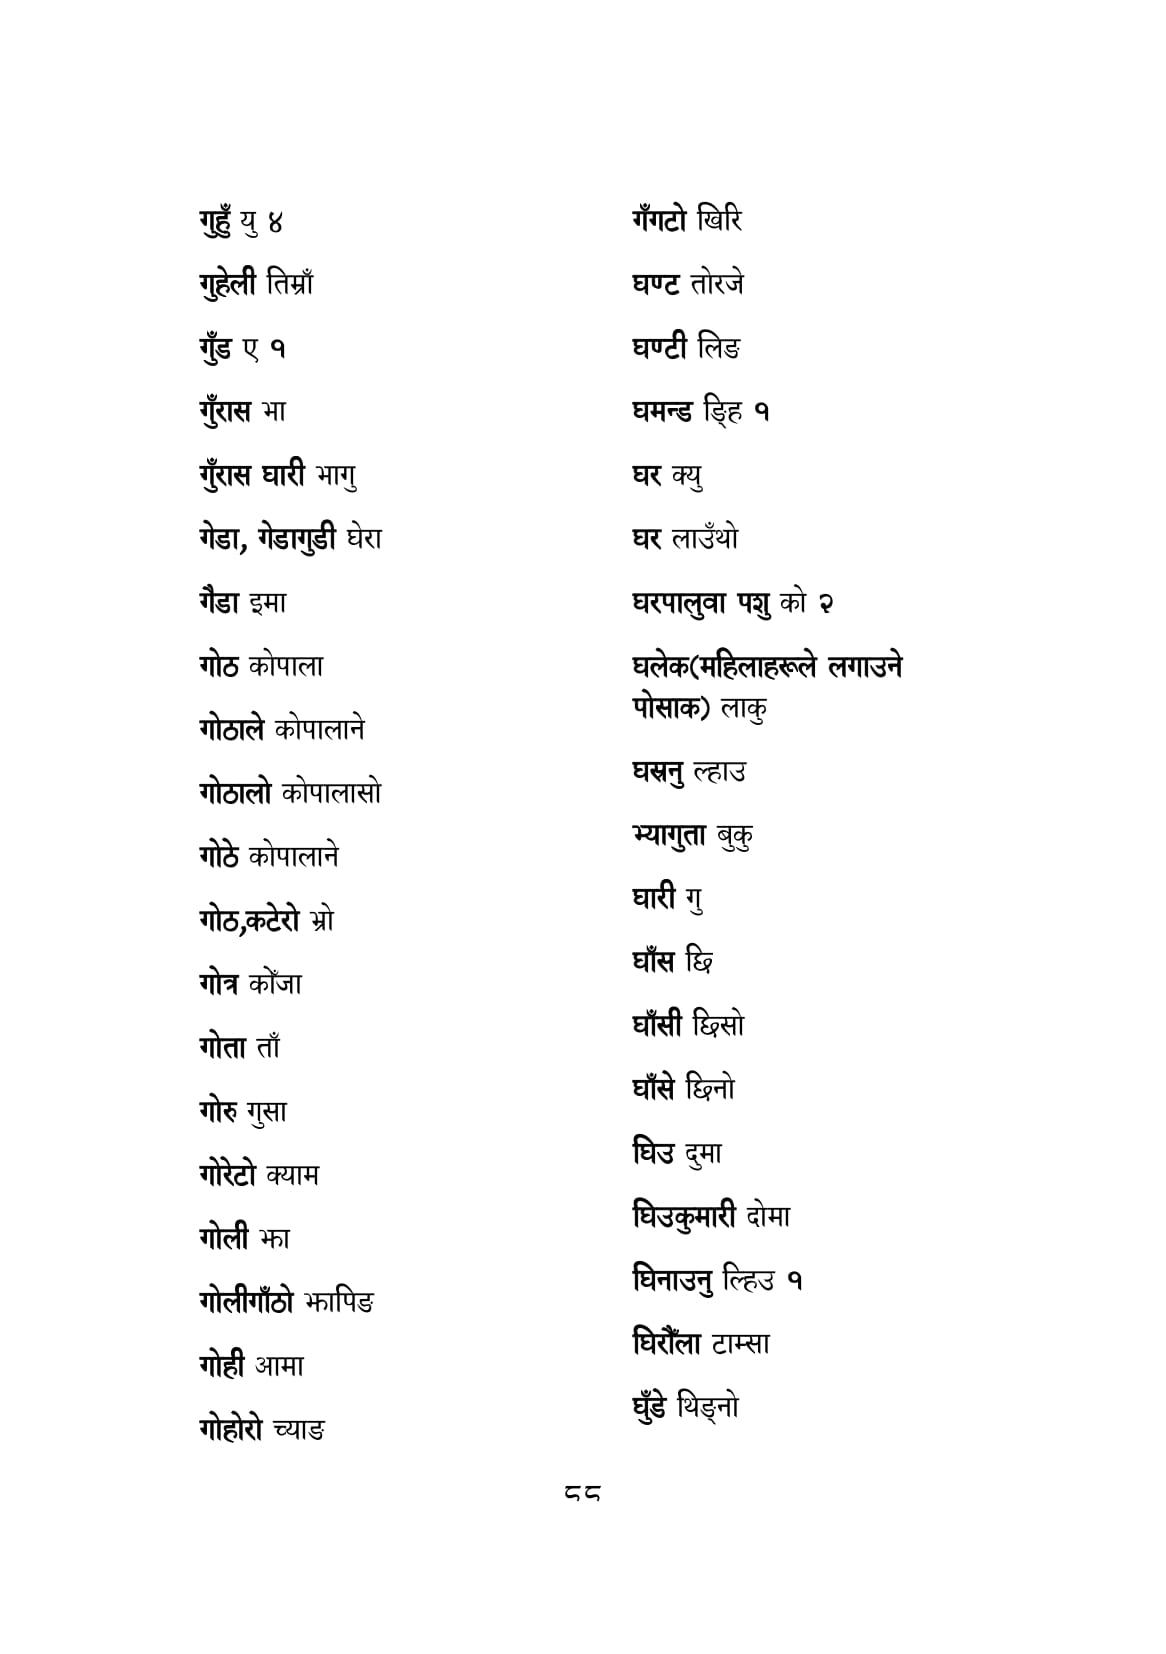 गुहुँ यु ४
गुहेली तिम्राँ
गुँड ए १
गुँरास भा
गुँरास घारी भागु
गेडा, गेडागुडी घेरा
गैडा इमा
गोठ कोपाला
गोठाले कोपालाने
गोठालो कोपालासो
गोठे कोपालाने
गोठ,कटेरो भ्रो
गोत्र कोँजा
गोता ताँ
गोरु गुसा
गोरेटो क्याम
गोली झा
गोलीगाँठो झापिङ
गोही आमा
गोहोरो च्याङ
गँगटो खिरि
घण्ट तोरजे
घण्टी लिङ
घमन्ड ङ्हि १
घर क्यु
घर लाउँथो
घरपालुवा पशु को २
घलेक(महिलाहरूले लगाउने
पोसाक) लाकु
घस्रनु ल्हाउ
भ्यागुता बुकु
घारी गु
घाँस छि
घाँसी छिसो
घाँसे छिनो
घिउ दुमा
घिउकुमारी दोमा
घिनाउनु ल्हिउ १
घिरौँला टाम्सा
घुँडे थिङ्नो
८८